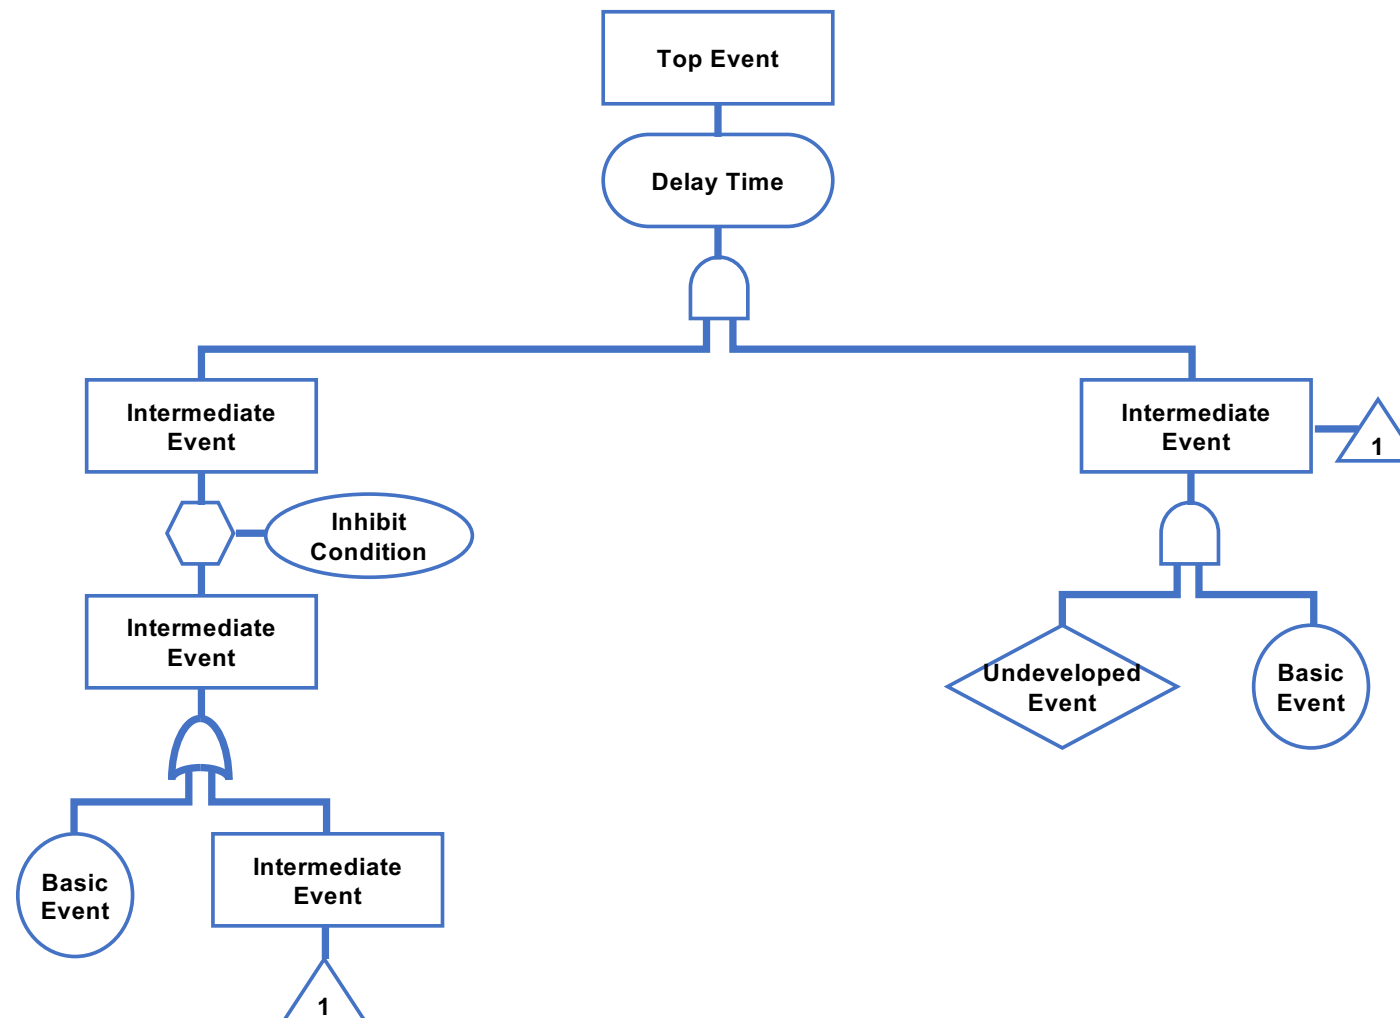 Top Event
Delay Time
Intermediate
Event
Intermediate
Event
1
Inhibit
Condition
Intermediate
Event
Undeveloped
Event
Basic
Event
Basic
Event
Intermediate
Event
1